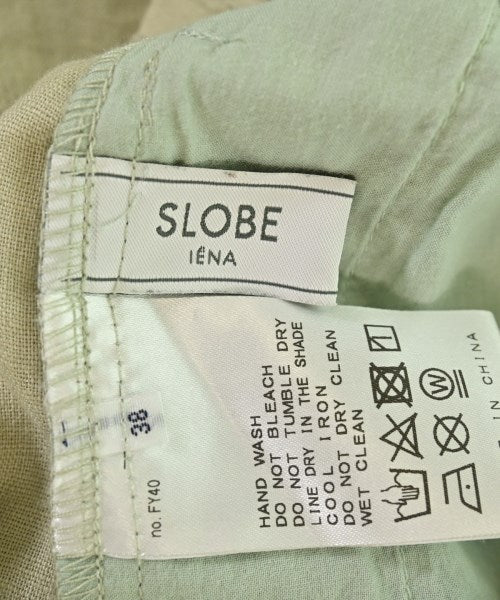 SLOBE
IÉNA
HAND WASH
DO NOT BLEACH
DO NOT TUMBLE DRY
LINE DRY IN THE SHADE
COOL IRON
DO NOT DRY CLEAN
WET CLEAN
W
IN CHINA
38
no. FY40